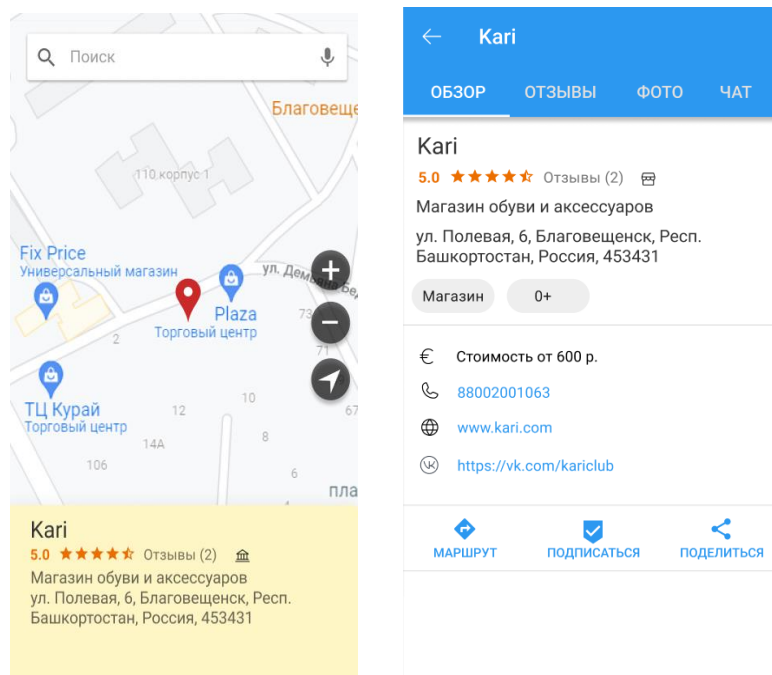 Поиск
Благовеще
110 корпус 1
Fix Price
Универсальный магазин
ул. Демьяна Бед
Plaza
Торговый центр
73
2
71
ТЦ Курай
Торговый центр
10
12
67
14А
8
106
6
пла
Kari
5.0 Отзывы (2)
Магазин обуви и аксессуаров
ул. Полевая, 6, Благовещенск, Респ.
Башкортостан, Россия, 453431
Kari
ОБЗОР ОТЗЫВЫ ФОТО ЧАТ
Kari
5.0 Отзывы (2)
Магазин обуви и аксессуаров
ул. Полевая, 6, Благовещенск, Респ.
Башкортостан, Россия, 453431
Магазин 0+
€ Стоимость от 600 р.
88002001063
www.kari.com
https://vk.com/kariclub
МАРШРУТ ПОДПИСАТЬСЯ ПОДЕЛИТЬСЯ